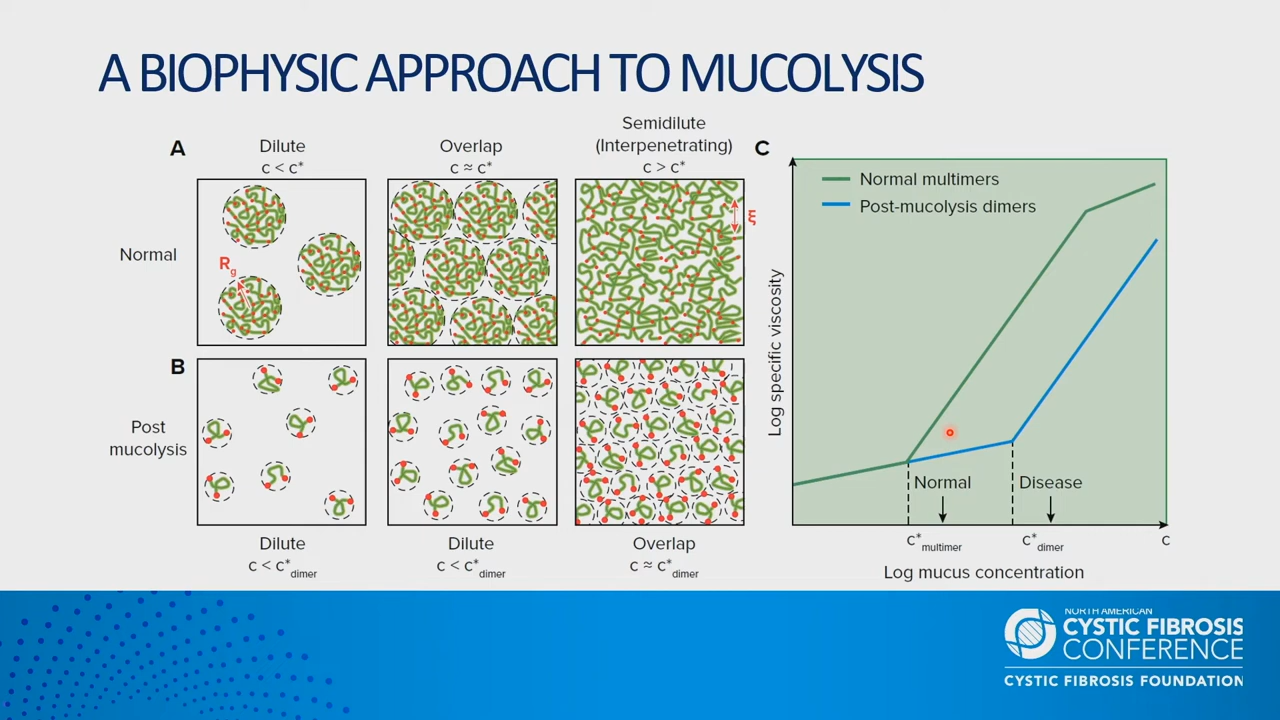 A BIOPHYSIC APPROACH TO MUCOLYSIS
A
Dilute
c < c*
Overlap
c ≈ c*
Semidilute
(Interpenetrating)
c > c*
Normal
Rg
ξ
B
Post
mucolysis
Dilute
c < c*dimer
Dilute
c < c*dimer
Overlap
c ≈ c*dimer
C
Normal multimers
Post-mucolysis dimers
Log specific viscosity
Normal
Disease
c*multimer
c*dimer
c
Log mucus concentration
NORTH AMERICAN
CYSTIC FIBROSIS
CONFERENCE
CYSTIC FIBROSIS FOUNDATION